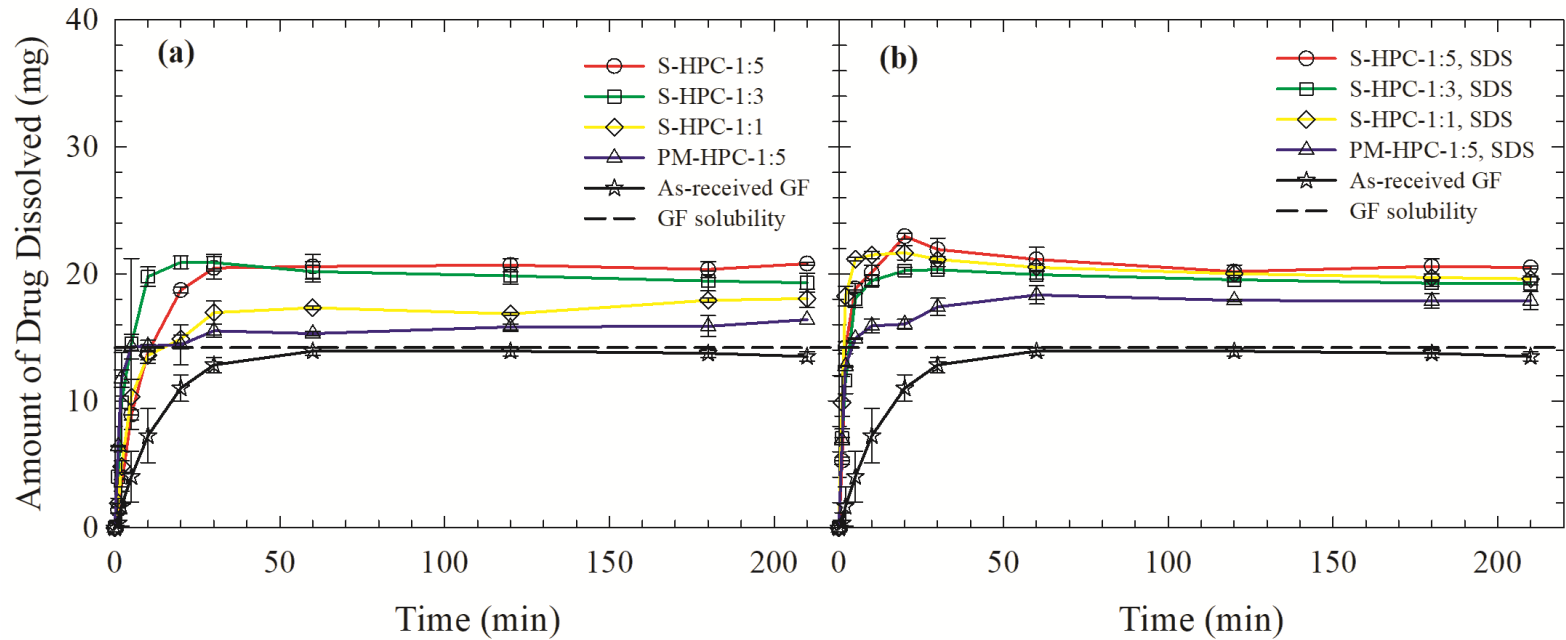 40
30
20
10
0
Amount of Drug Dissolved (mg)
(a)
S-HPC-1:5
S-HPC-1:3
S-HPC-1:1
PM-HPC-1:5
As-received GF
GF solubility
0 50 100 150 200
Time (min)
(b)
S-HPC-1:5, SDS
S-HPC-1:3, SDS
S-HPC-1:1, SDS
PM-HPC-1:5, SDS
As-received GF
GF solubility
0 50 100 150 200
Time (min)